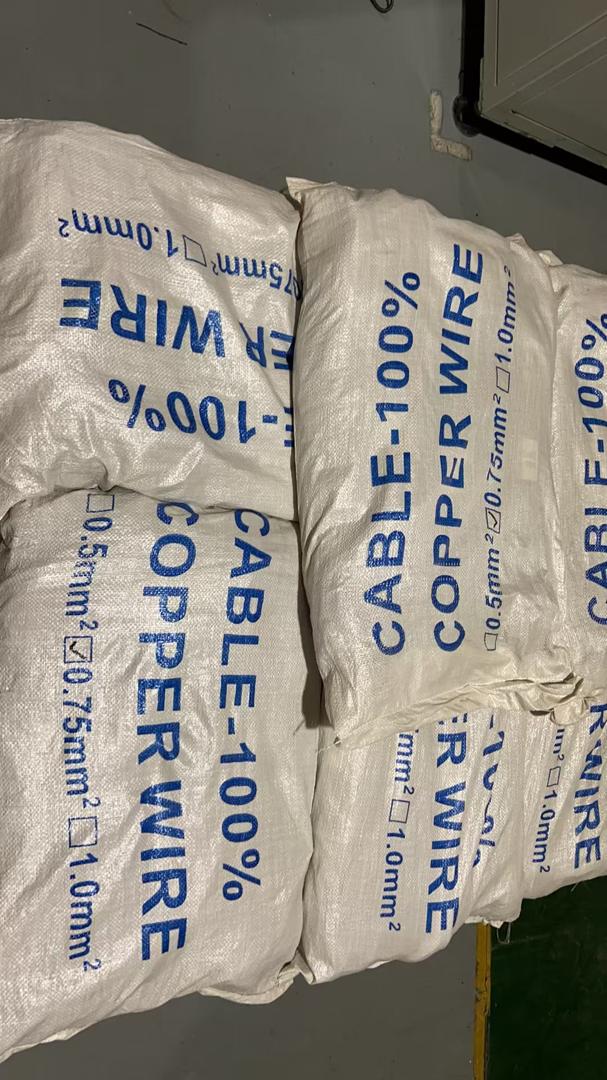 CABLE-100%
COPPER WIRE
☐0.5mm²☑0.75mm²☐1.0mm²
CABLE-100%
COPPER WIRE
☐0.5mm²☑0.75mm²☐1.0mm²
-100%
WIRE
75mm²☐1.0mm²
CABLE-100%
WIRE
mm²☐1.0mm²
WIRE
☐1.0mm²